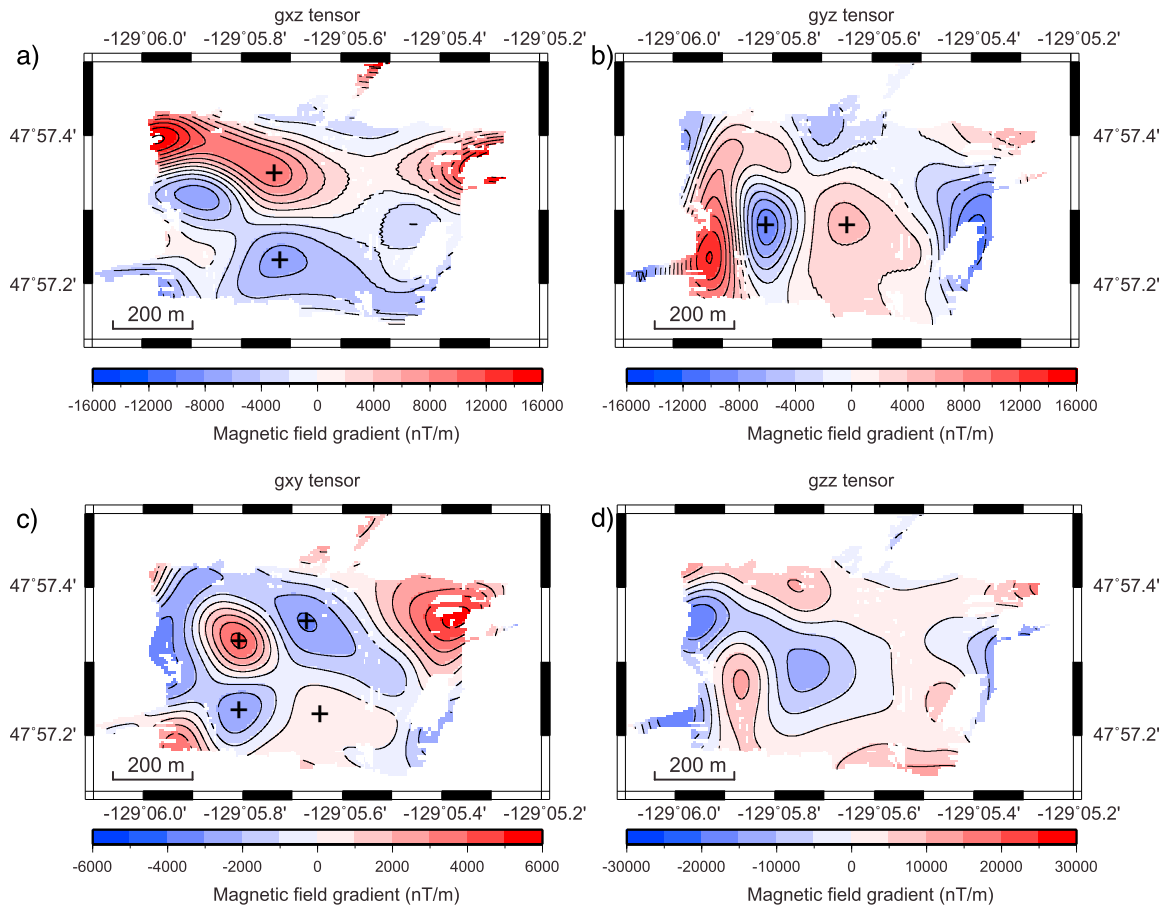 gxz tensor
-129°06.0' -129°05.8' -129°05.6' -129°05.4' -129°05.2'
a)
47°57.4'
47°57.2'
200 m
-16000 -12000 -8000 -4000 0 4000 8000 12000 16000
Magnetic field gradient (nT/m)
gyz tensor
-129°06.0' -129°05.8' -129°05.6' -129°05.4' -129°05.2'
b)
47°57.4'
47°57.2'
200 m
-16000 -12000 -8000 -4000 0 4000 8000 12000 16000
Magnetic field gradient (nT/m)
gxy tensor
c)
47°57.4'
47°57.2'
200 m
-129°06.0' -129°05.8' -129°05.6' -129°05.4' -129°05.2'
-6000 -4000 -2000 0 2000 4000 6000
Magnetic field gradient (nT/m)
gzz tensor
d)
47°57.4'
47°57.2'
200 m
-129°06.0' -129°05.8' -129°05.6' -129°05.4' -129°05.2'
-30000 -20000 -10000 0 10000 20000 30000
Magnetic field gradient (nT/m)